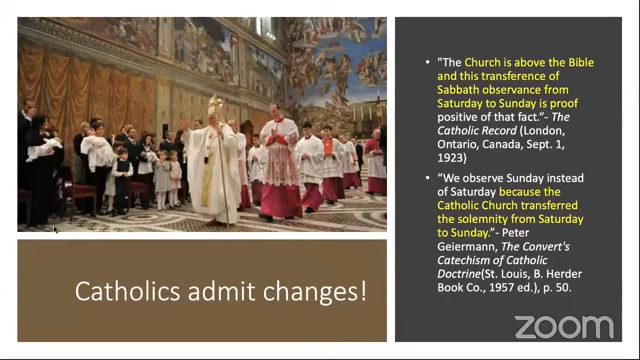 • "The Church is above the Bible
and this transference of
Sabbath observance from
Saturday to Sunday is proof
positive of that fact.“- The
Catholic Record (London,
Ontario, Canada, Sept. 1,
1923)
• “We observe Sunday instead
of Saturday because the
Catholic Church transferred
the solemnity from Saturday
to Sunday.”- Peter
Geiermann, The Convert's
Catechism of Catholic
Doctrine(St. Louis, B. Herder
Book Co., 1957 ed.), p. 50.
Catholics admit changes!
zoom